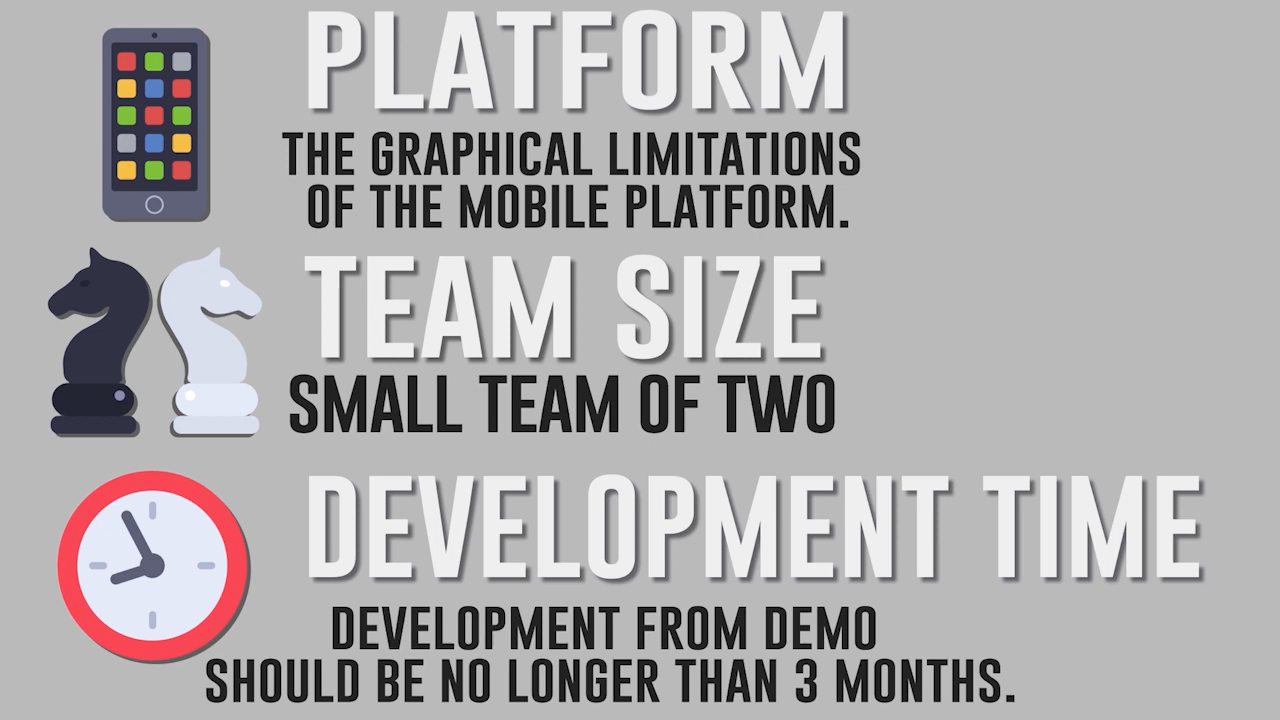 PLATFORM
THE GRAPHICAL LIMITATIONS
OF THE MOBILE PLATFORM.
TEAM SIZE
SMALL TEAM OF TWO
DEVELOPMENT TIME
DEVELOPMENT FROM DEMO
SHOULD BE NO LONGER THAN 3 MONTHS.